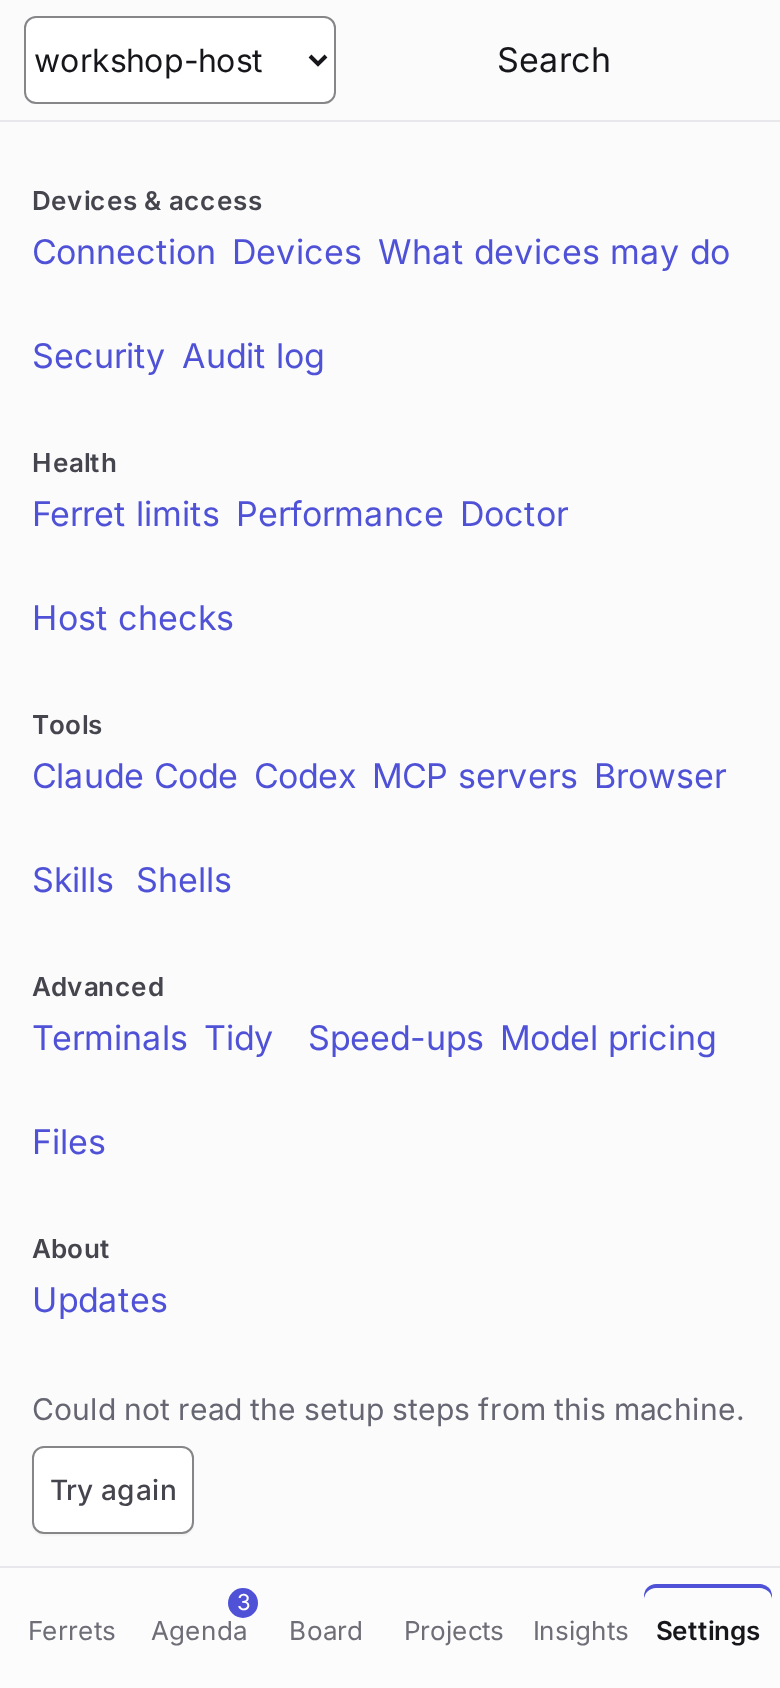 workshop-host Search
Devices & access
Connection Devices What devices may do
Security Audit log
Health
Ferret limits Performance Doctor
Host checks
Tools
Claude Code Codex MCP servers Browser
Skills Shells
Advanced
Terminals Tidy Speed-ups Model pricing
Files
About
Updates
Could not read the setup steps from this machine.
Try again
3
Ferrets Agenda Board Projects Insights Settings